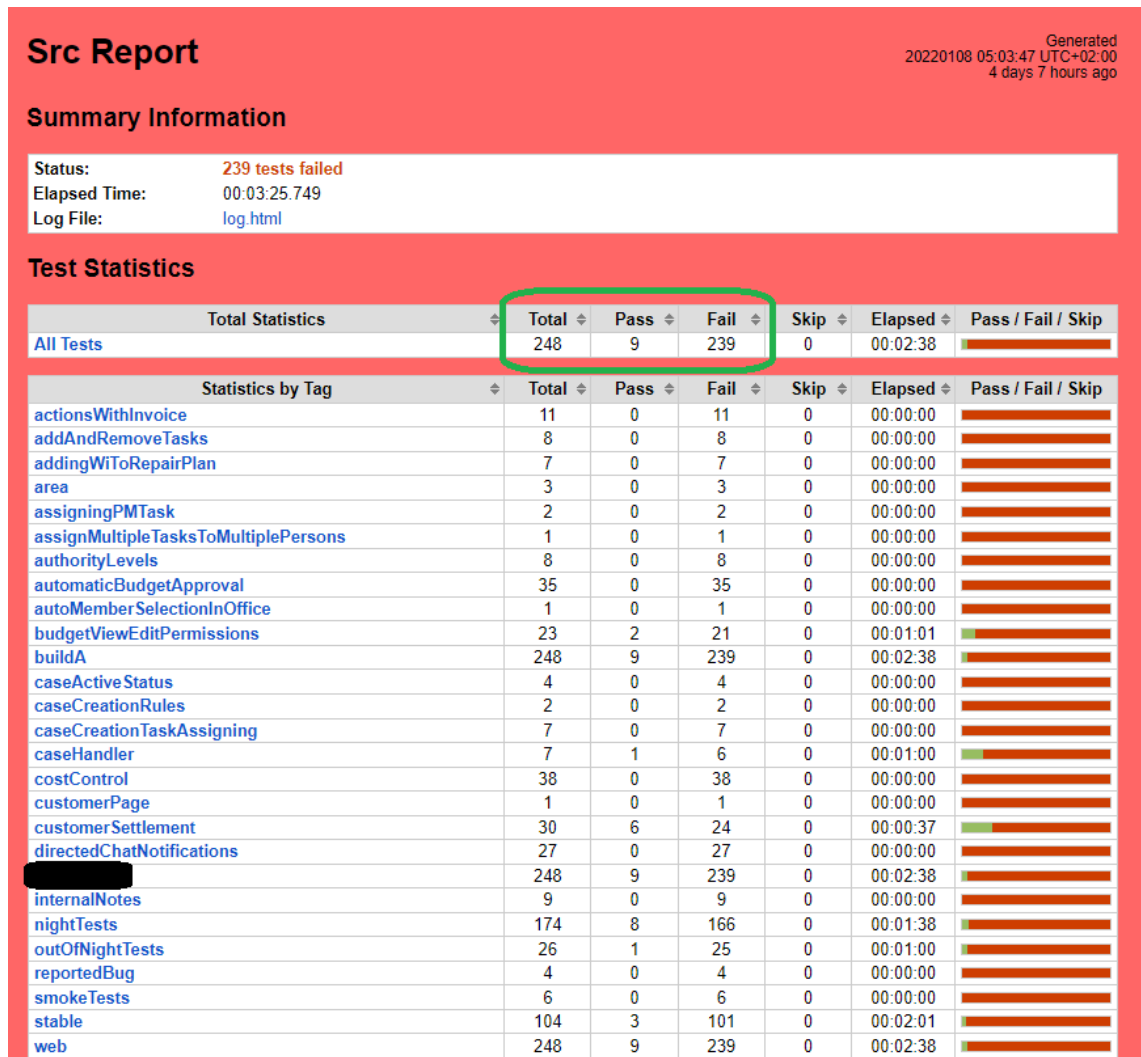 Src Report
Generated
20220108 05:03:47 UTC+02:00
4 days 7 hours ago
Summary Information
Status: 239 tests failed
Elapsed Time: 00:03:25.749
Log File: log.html
Test Statistics
Total Statistics Total Pass Fail Skip Elapsed Pass / Fail / Skip
All Tests 248 9 239 0 00:02:38
Statistics by Tag Total Pass Fail Skip Elapsed Pass / Fail / Skip
actionsWithInvoice 11 0 11 0 00:00:00
addAndRemoveTasks 8 0 8 0 00:00:00
addingWiToRepairPlan 7 0 7 0 00:00:00
area 3 0 3 0 00:00:00
assigningPMTask 2 0 2 0 00:00:00
assignMultipleTasksToMultiplePersons 1 0 1 0 00:00:00
authorityLevels 8 0 8 0 00:00:00
automaticBudgetApproval 35 0 35 0 00:00:00
autoMemberSelectionInOffice 1 0 1 0 00:00:00
budgetViewEditPermissions 23 2 21 0 00:01:01
buildA 248 9 239 0 00:02:38
caseActiveStatus 4 0 4 0 00:00:00
caseCreationRules 2 0 2 0 00:00:00
caseCreationTaskAssigning 7 0 7 0 00:00:00
caseHandler 7 1 6 0 00:01:00
costControl 38 0 38 0 00:00:00
customerPage 1 0 1 0 00:00:00
customerSettlement 30 6 24 0 00:00:37
directedChatNotifications 27 0 27 0 00:00:00
248 9 239 0 00:02:38
internalNotes 9 0 9 0 00:00:00
nightTests 174 8 166 0 00:01:38
outOfNightTests 26 1 25 0 00:01:00
reportedBug 4 0 4 0 00:00:00
smokeTests 6 0 6 0 00:00:00
stable 104 3 101 0 00:02:01
web 248 9 239 0 00:02:38